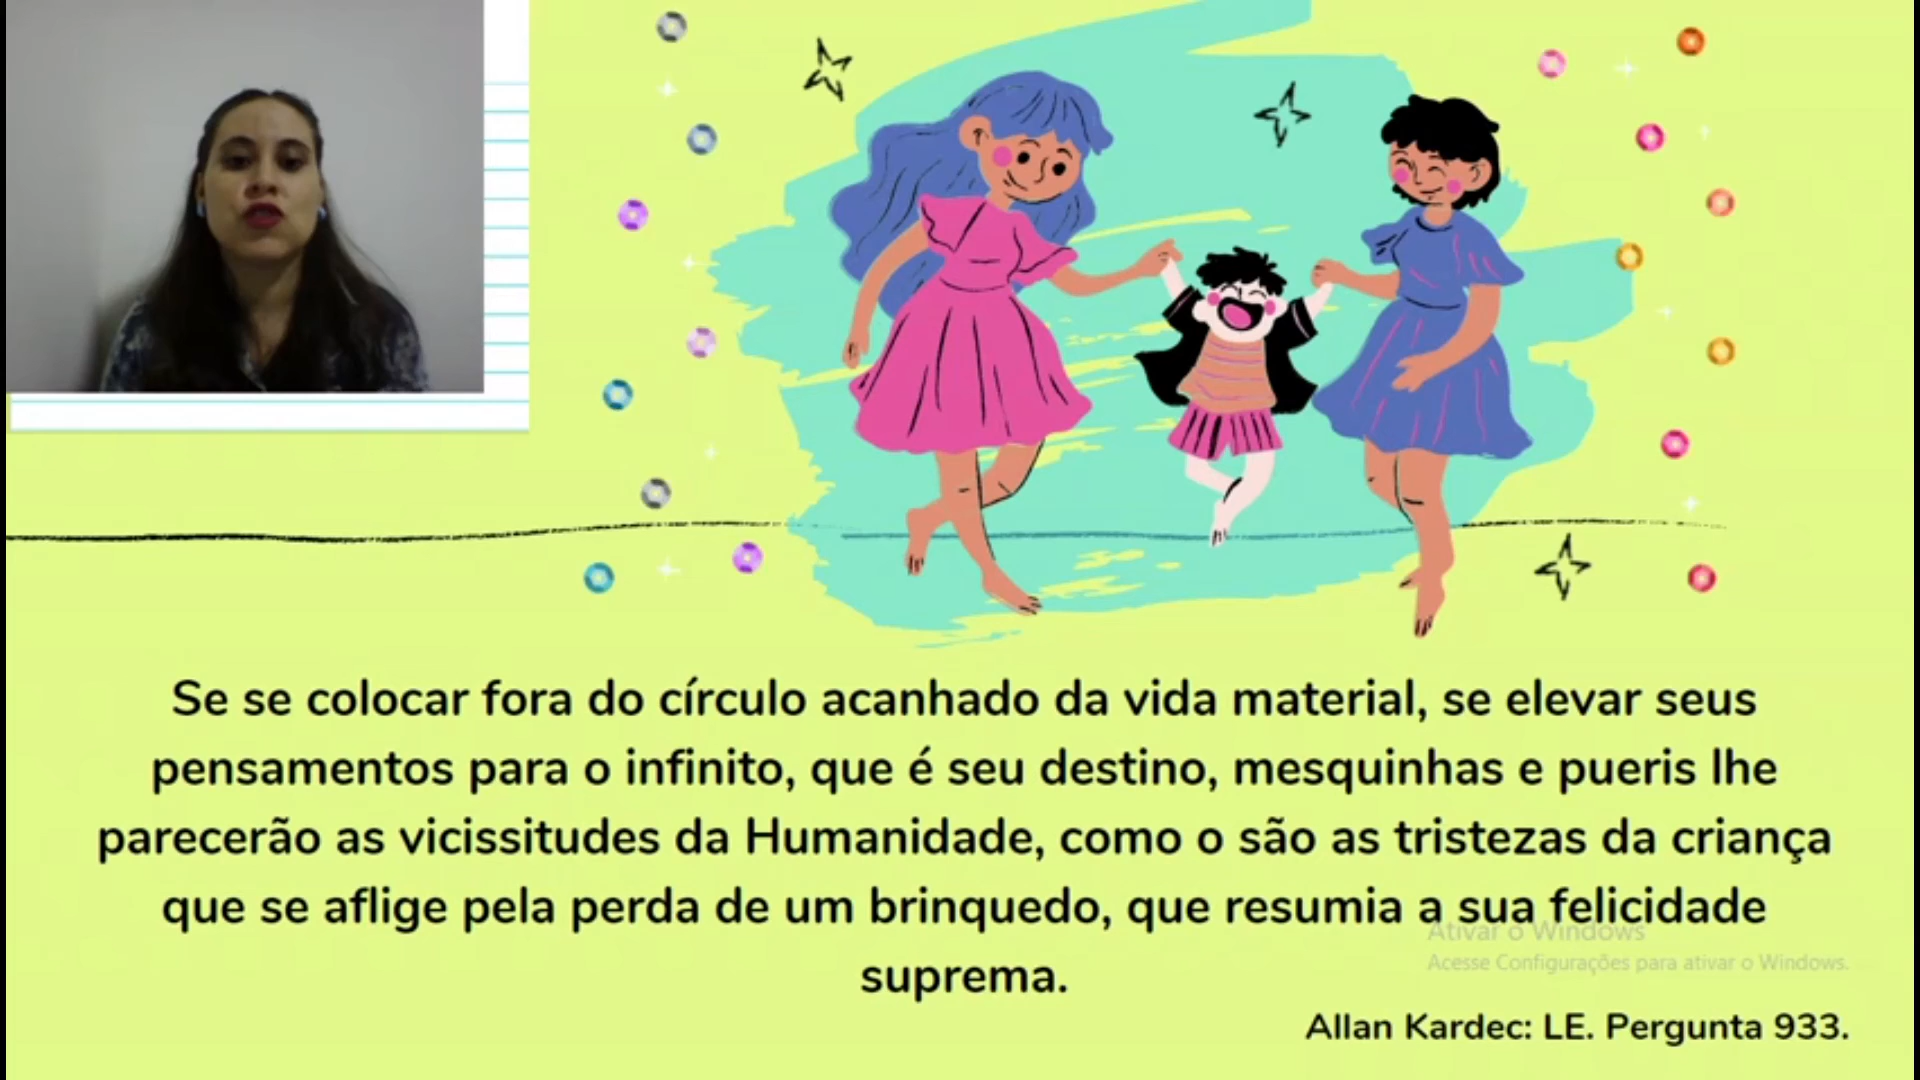 Se se colocar fora do círculo acanhado da vida material, se elevar seus
pensamentos para o infinito, que é seu destino, mesquinhas e pueris lhe
parecerão as vicissitudes da Humanidade, como o são as tristezas da criança
que se aflige pela perda de um brinquedo, que resumia a sua felicidade
suprema.
Ativar o Windows
Acesse Configurações para ativar o Windows.
Allan Kardec: LE. Pergunta 933.